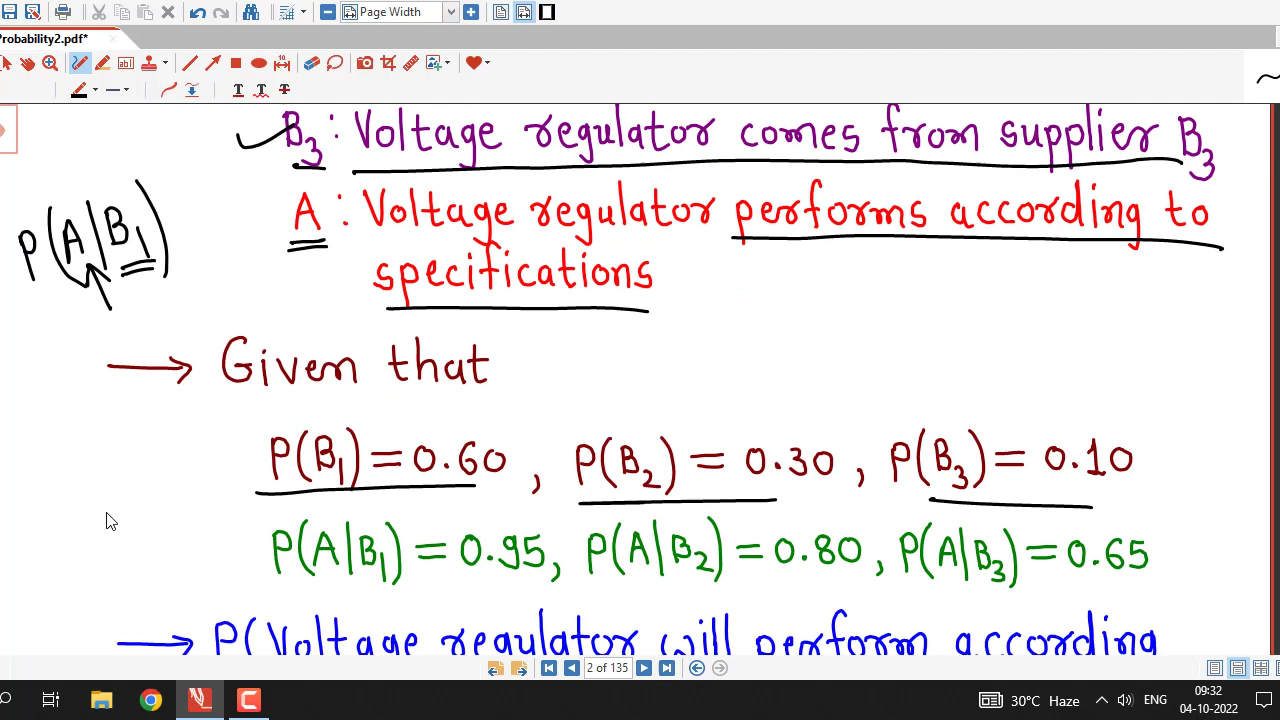 Page Width
Probability2.pdf*
B3 : Voltage regulator comes from supplier B3
A : Voltage regulator performs according to
specifications
P(A|B1)
→ Given that
P(B1) = 0.60 , P(B2) = 0.30 , P(B3) = 0.10
P(A|B1) = 0.95, P(A|B2) = 0.80, P(A|B3) = 0.65
→ P(Voltage regulator will perform according
2 of 135
30°C Haze
ENG
09:32
04-10-2022